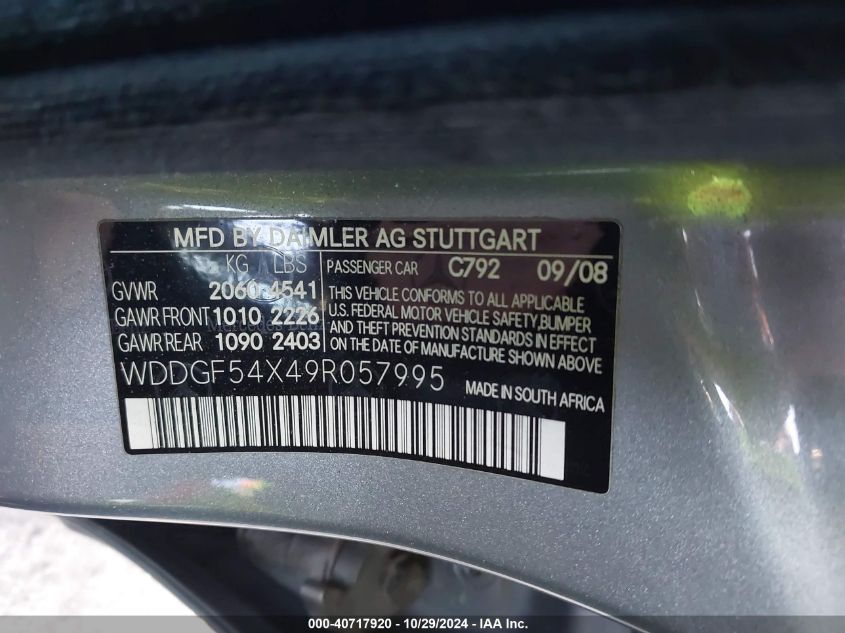 MFD BY DAIMLER AG STUTTGART
KG LBS PASSENGER CAR C792 09/08
GVWR 2060 4541
GAWR FRONT 1010 2226
GAWR REAR 1090 2403
THIS VEHICLE CONFORMS TO ALL APPLICABLE
U.S. FEDERAL MOTOR VEHICLE SAFETY, BUMPER
AND THEFT PREVENTION STANDARDS IN EFFECT
ON THE DATE OF MANUFACTURE SHOWN ABOVE
Mercedes-Benz
WDDGF54X49R057995 MADE IN SOUTH AFRICA
000-40717920 - 10/29/2024 - IAA Inc.